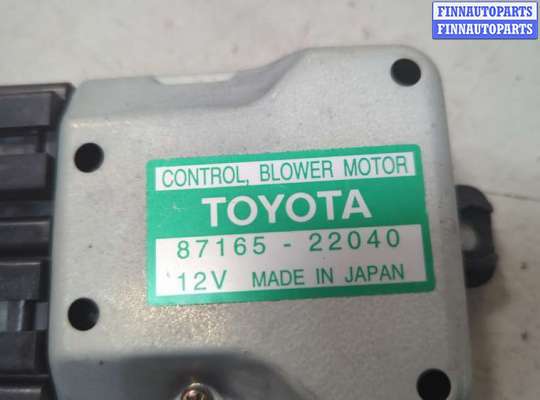 FINNAUTOPARTS
FINNAUTOPARTS
CONTROL, BLOWER MOTOR
TOYOTA
87165 - 22040
12V MADE IN JAPAN